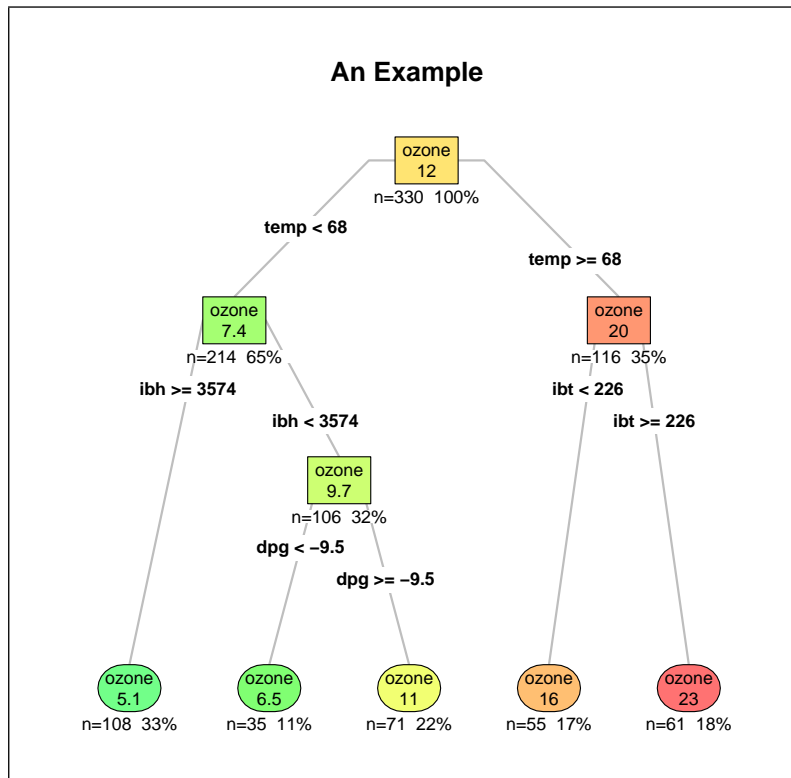 An Example
ozone
12
n=330 100%
temp < 68
temp >= 68
ozone
7.4
n=214 65%
ozone
20
n=116 35%
ibh >= 3574
ibt < 226
ibh < 3574
ibt >= 226
ozone
9.7
n=106 32%
dpg < −9.5
dpg >= −9.5
ozone
5.1
n=108 33%
ozone
6.5
n=35 11%
ozone
11
n=71 22%
ozone
16
n=55 17%
ozone
23
n=61 18%